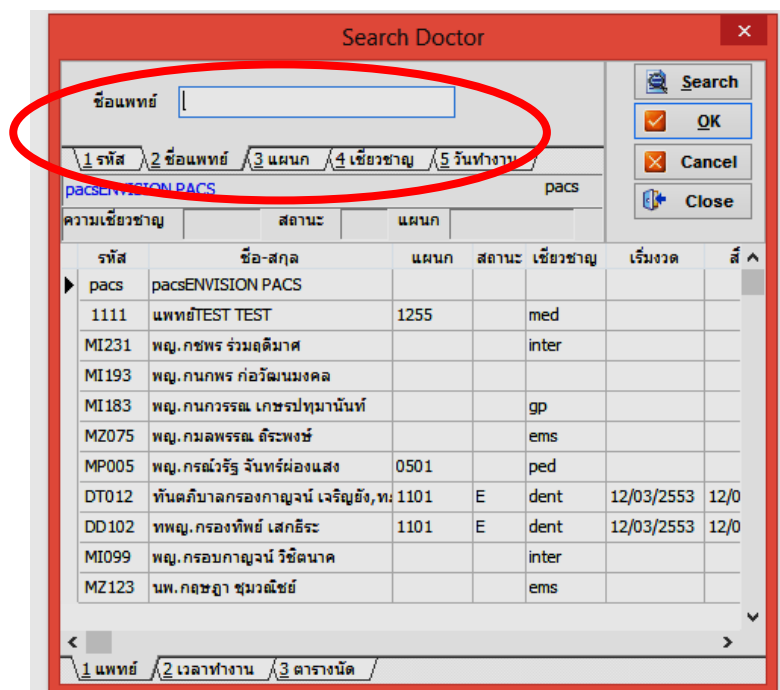 Search Doctor
ชื่อแพทย์
Search
OK
Cancel
Close
1 รหัส 2 ชื่อแพทย์ 3 แผนก 4 เชี่ยวชาญ 5 วันทำงาน
pacsENVISION PACS pacs
ความเชี่ยวชาญ สถานะ แผนก
รหัส ชื่อ-สกุล แผนก สถานะ เชี่ยวชาญ เริ่มงวด
pacs pacsENVISION PACS
1111 แพทย์TEST TEST 1255 med
MI231 พญ.กชพร ร่วมฤดีมาศ inter
MI193 พญ.กนกพร ก่อวัฒนมงคล
MI183 พญ.กนกวรรณ เกษรปทุมานันท์ gp
MZ075 พญ.กมลพรรณ ถิระพงษ์ ems
MP005 พญ.กรณ์วรัฐ จันทร์ผ่องแสง 0501 ped
DT012 ทันตภิบาลกรองกาญจน์ เจริญยัง,ท. 1101 E dent 12/03/2553 12/0
DD102 ทพญ.กรองทิพย์ เสกธีระ 1101 E dent 12/03/2553 12/0
MI099 พญ.กรอบกาญจน์ วิชิตนาค inter
MZ123 นพ.กฤษฎา ชุมวณิชย์ ems
1 แพทย์ 2 เวลาทำงาน 3 ตารางนัด